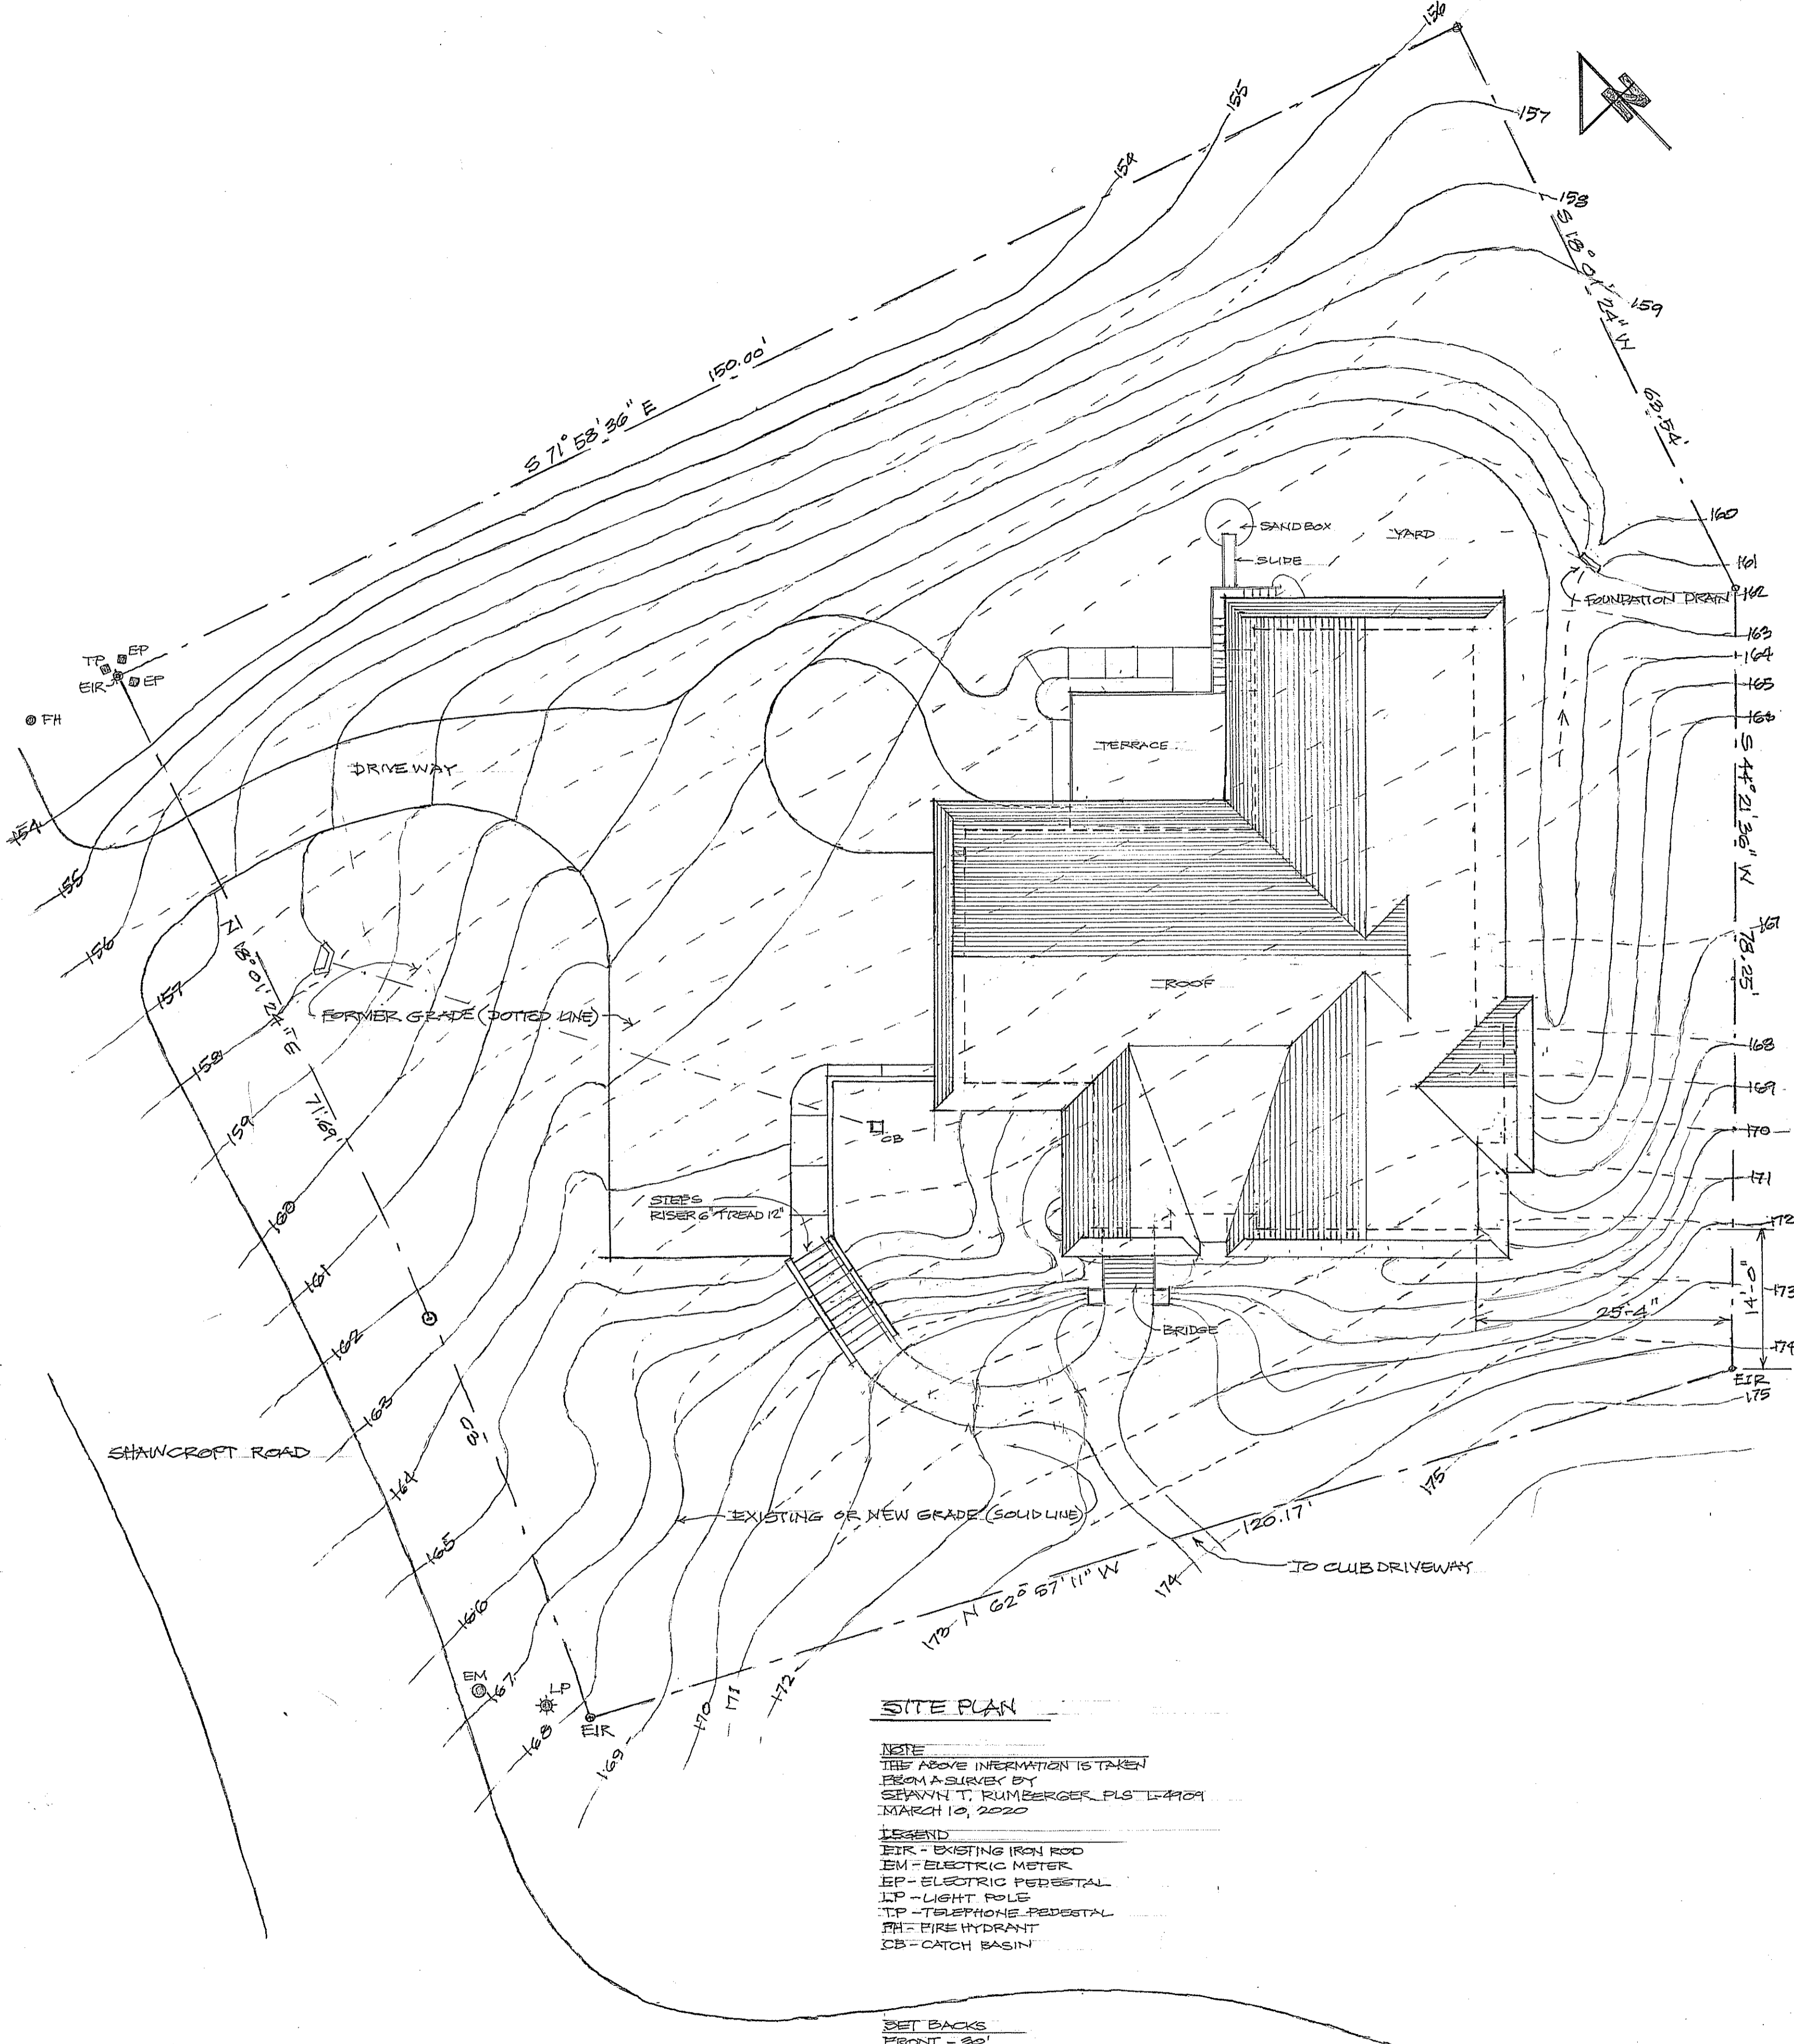 156
155
157
154
158
S 18° 01' 24" W
159
63.54'
150.00'
S 71° 58' 36" E
160
SANDBOX
YARD
161
SLIDE
162
FOUNDATION DRAIN
163
TP
EP
164
EIR
EP
165
FH
166
TERRACE
S 44° 21' 36" W
DRIVEWAY
154
155
167
78.25'
N 18° 01' 24" E
156
ROOF
157
FORMER GRADE (DOTTED LINE)
168
158
169
71.69'
159
CB
170
171
STEPS
RISER 6" TREAD 12"
160
172
161
173
25'-4"
162
BRIDGE
174
EIR
175
163
SHAWCROFT ROAD
164
175
EXISTING OR NEW GRADE (SOLID LINE)
120.17'
165
TO CLUB DRIVEWAY
174
N 62° 57' 11" W
166
173
EM
167
LP
172
171
170
168
EIR
169
SITE PLAN
NOTE
THE ABOVE INFORMATION IS TAKEN
FROM A SURVEY BY
SHAWN T. RUMBERGER PLS L-4909
MARCH 10, 2020
LEGEND
EIR - EXISTING IRON ROD
EM - ELECTRIC METER
EP - ELECTRIC PEDESTAL
LP - LIGHT POLE
TP - TELEPHONE PEDESTAL
FH - FIRE HYDRANT
CB - CATCH BASIN
SET BACKS
FRONT - 30'